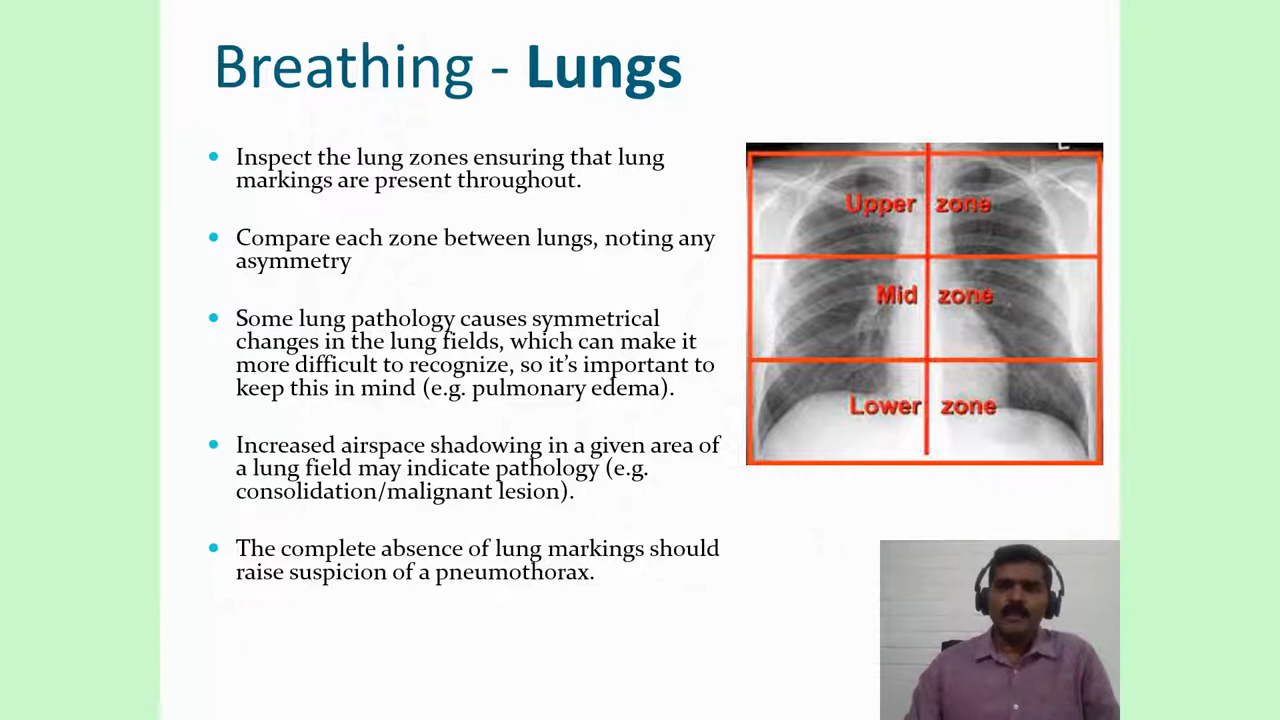 Breathing - Lungs
Inspect the lung zones ensuring that lung
markings are present throughout.
Compare each zone between lungs, noting any
asymmetry
Some lung pathology causes symmetrical
changes in the lung fields, which can make it
more difficult to recognize, so it's important to
keep this in mind (e.g. pulmonary edema).
Increased airspace shadowing in a given area of
a lung field may indicate pathology (e.g.
consolidation/malignant lesion).
The complete absence of lung markings should
raise suspicion of a pneumothorax.
L
Upper zone
Mid zone
Lower zone